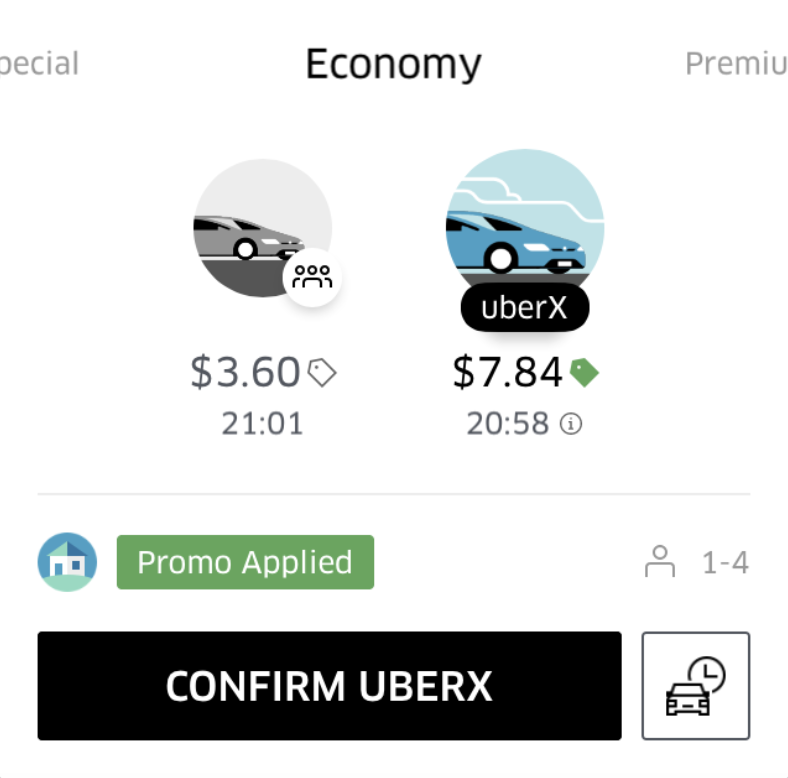 pecial
Economy
Premiu
uberX
$3.60
$7.84
21:01
20:58
Promo Applied
1-4
CONFIRM UBERX